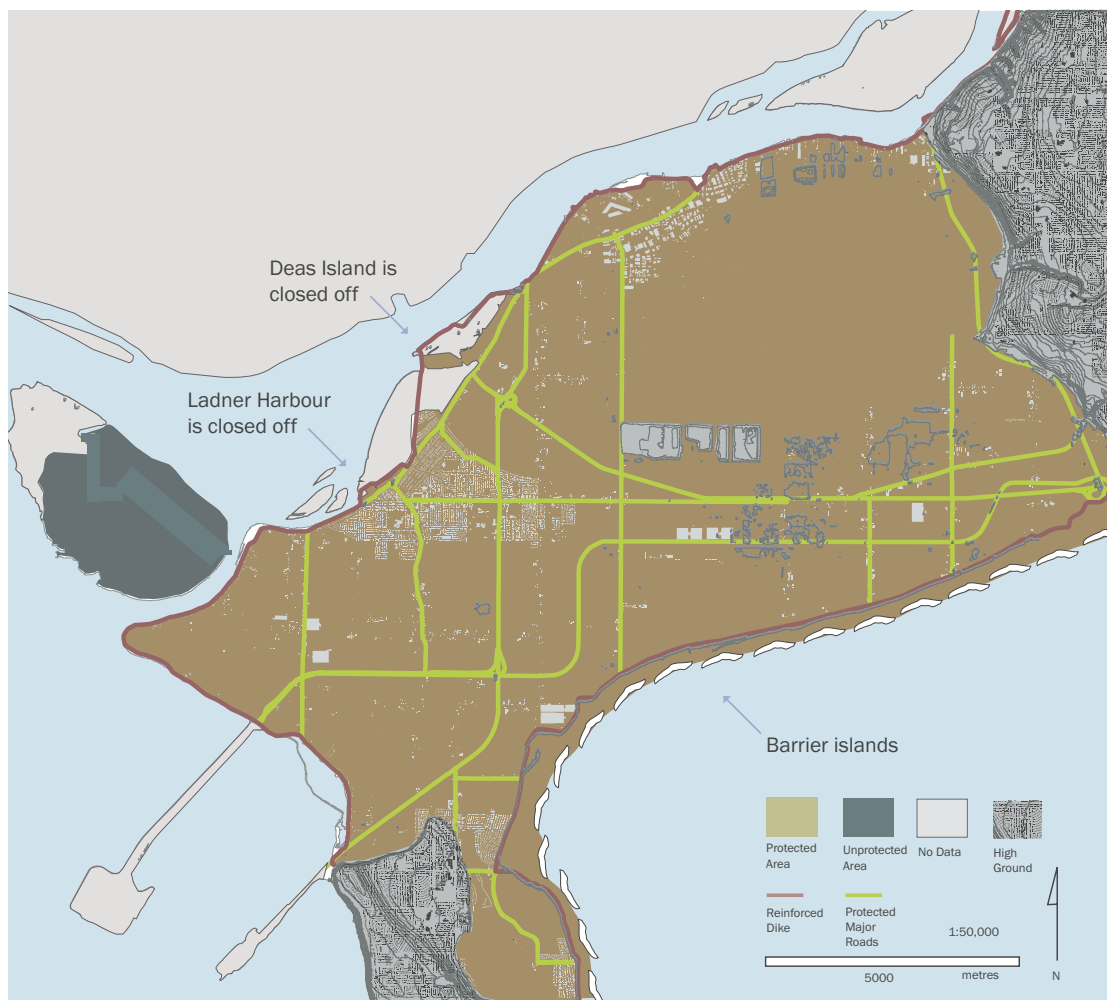 Deas Island is
closed off
Ladner Harbour
is closed off
Barrier islands
Protected
Area
Unprotected
Area
No Data
High
Ground
Reinforced
Dike
Protected
Major
Roads
1:50,000
5000
metres
N